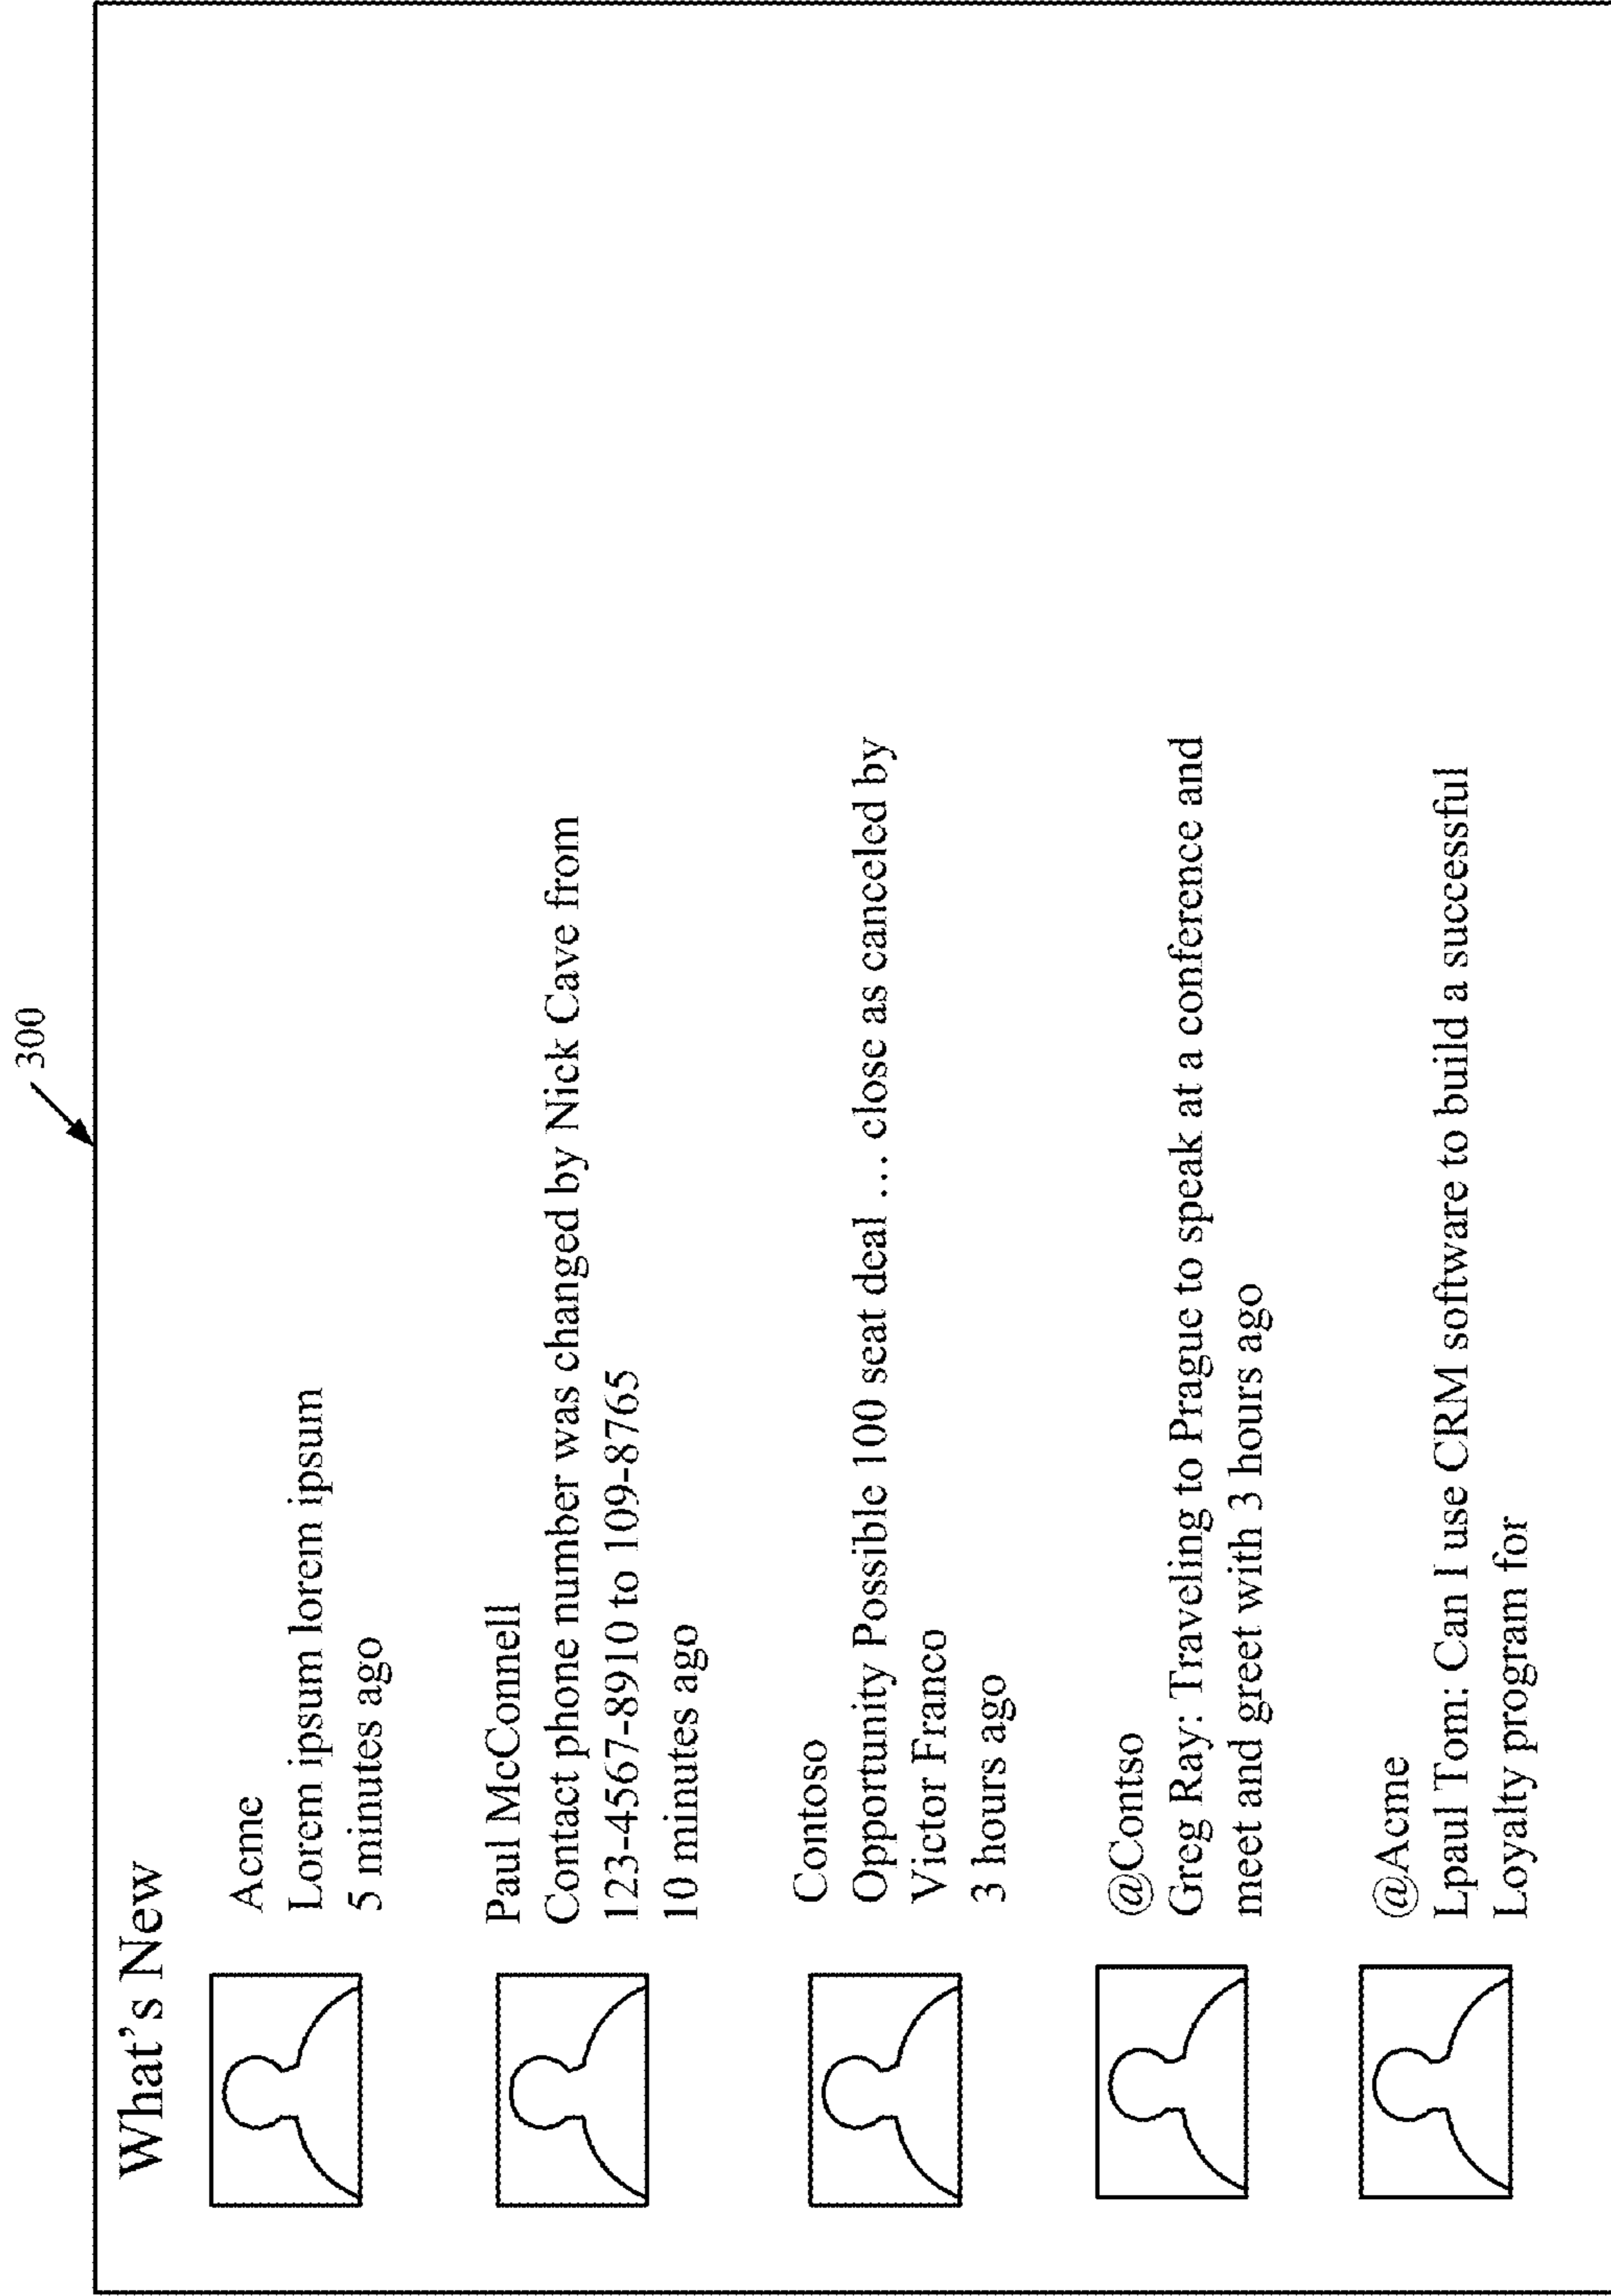 300
What's New
Acme
Lorem ipsum lorem ipsum
5 minutes ago
Paul McConnell
Contact phone number was changed by Nick Cave from
123-4567-8910 to 109-8765
10 minutes ago
Contoso
Opportunity Possible 100 seat deal … close as canceled by
Victor Franco
3 hours ago
@Contso
Greg Ray: Traveling to Prague to speak at a conference and
meet and greet with 3 hours ago
@Acme
Lpaul Tom: Can I use CRM software to build a successful
Loyalty program for